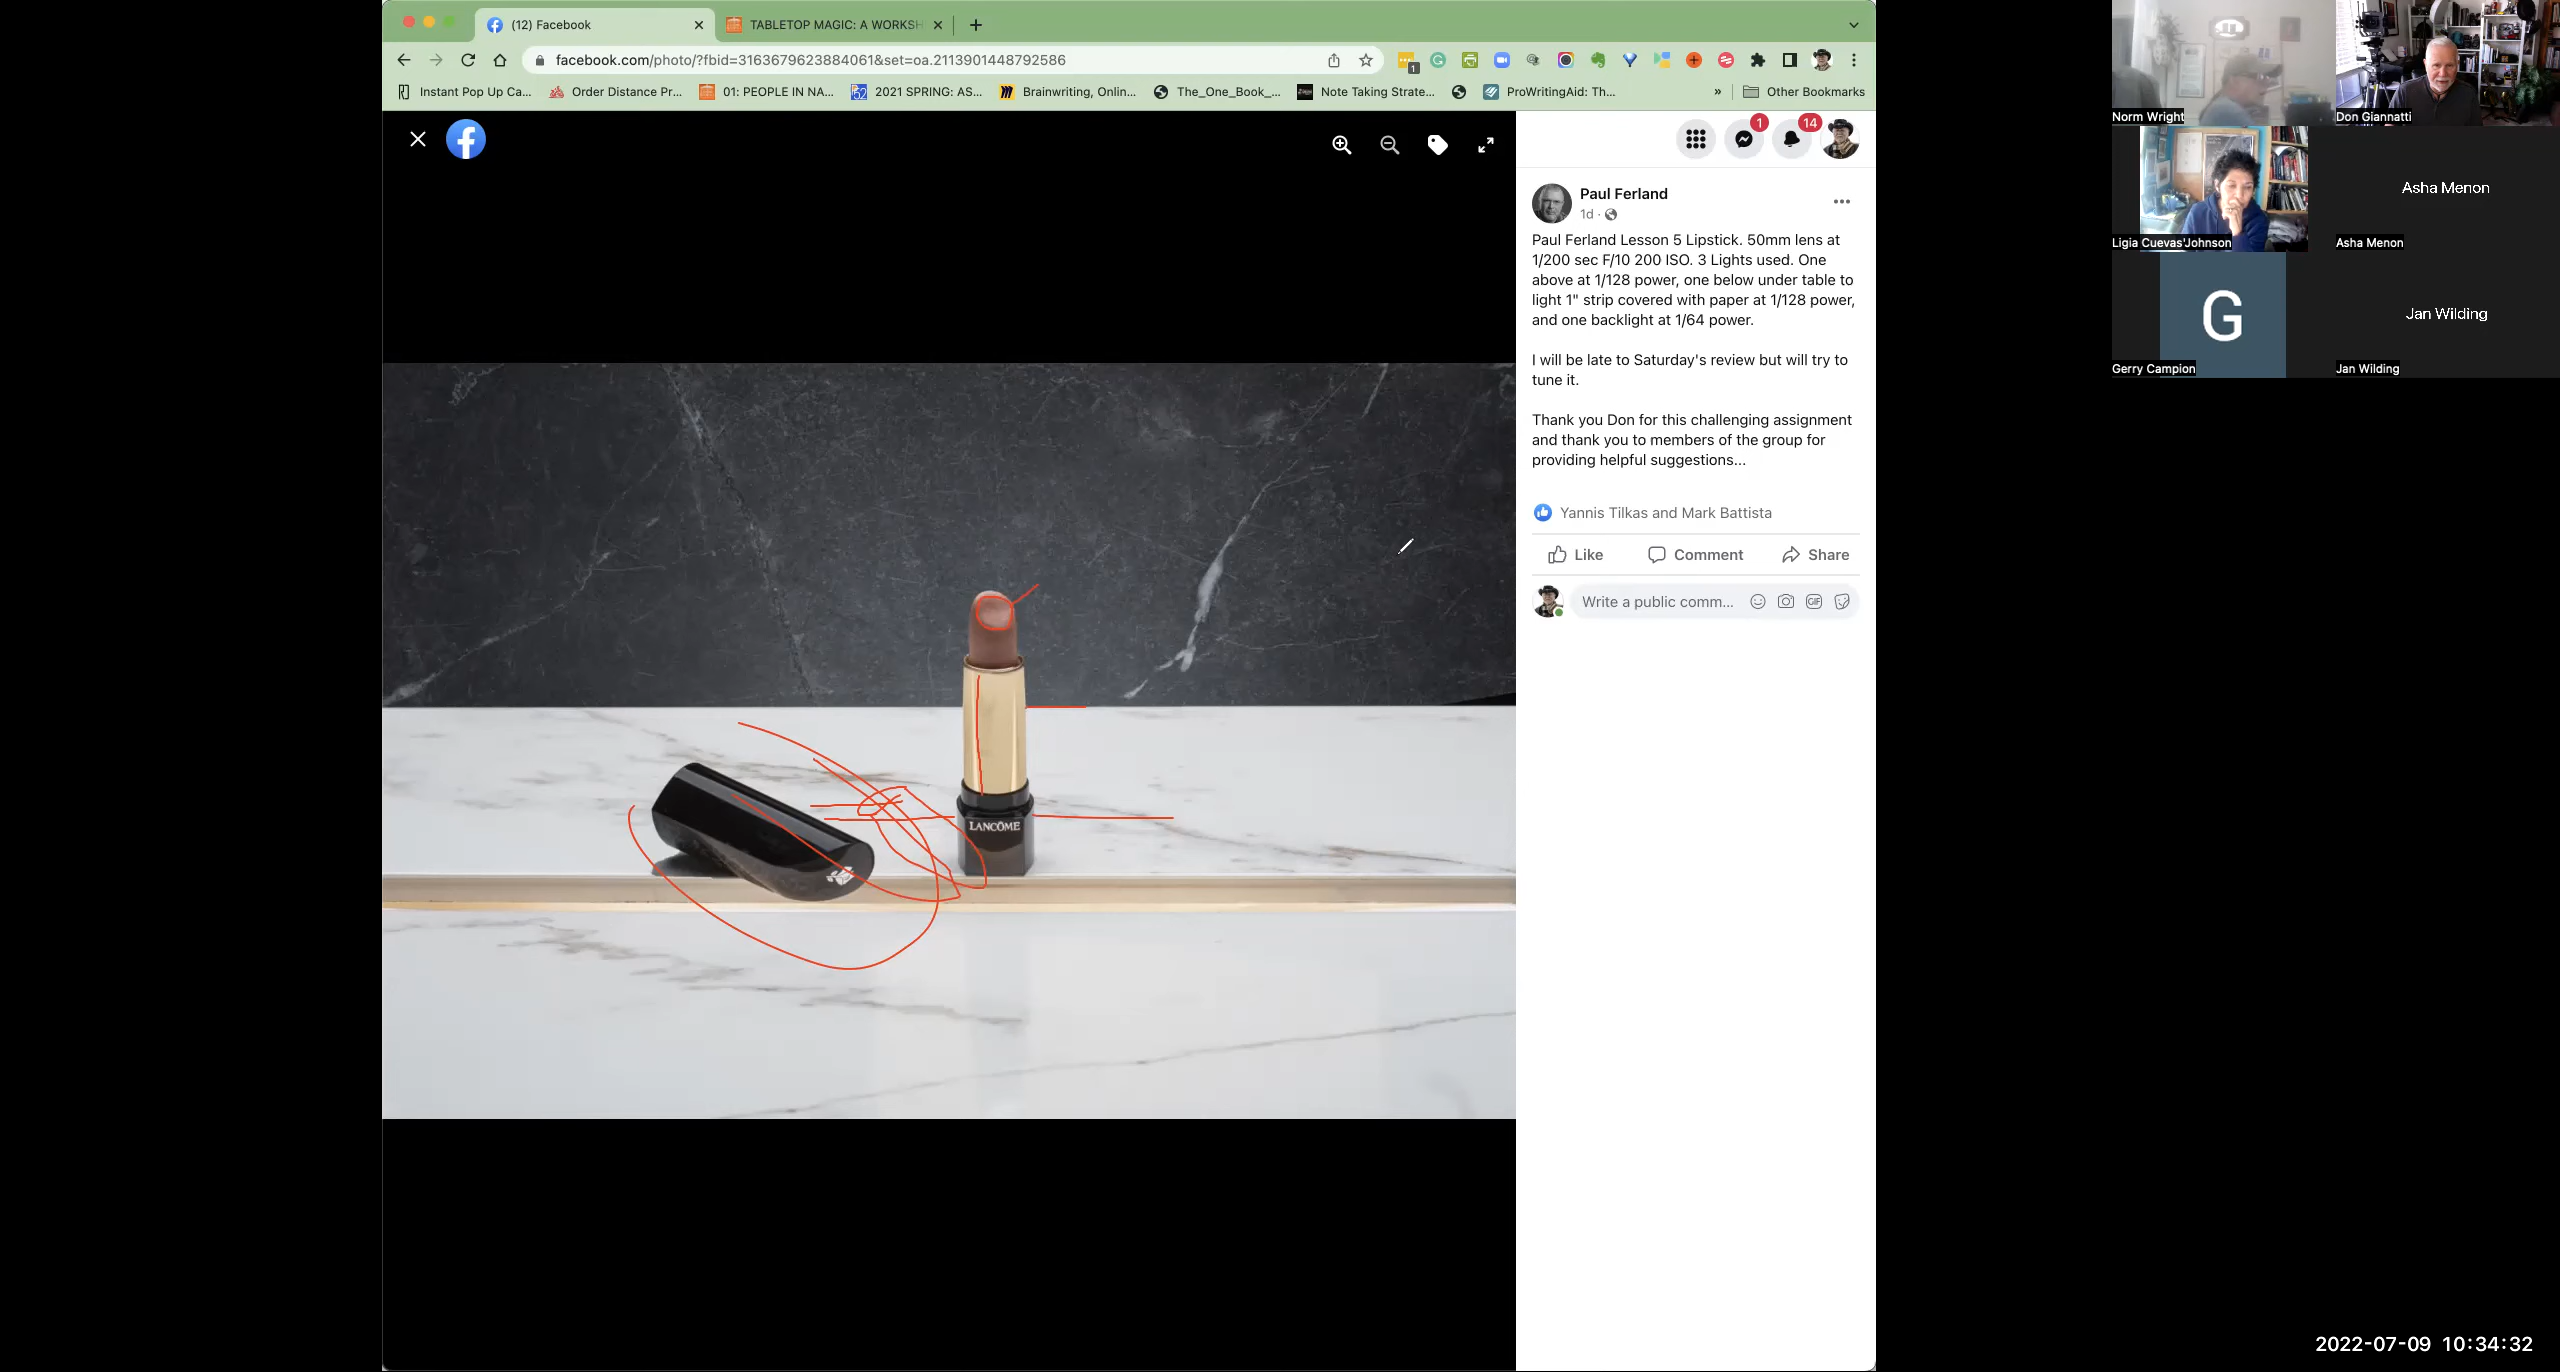 (12) Facebook
TABLETOP MAGIC: A WORKSH
facebook.com/photo/?fbid=3163679623884061&set=oa.2113901448792586
1
Instant Pop Up Ca...
Order Distance Pr...
01: PEOPLE IN NA...
52
2021 SPRING: AS...
Brainwriting, Onlin...
The_One_Book_...
Note Taking Strate...
ProWritingAid: Th...
»
Other Bookmarks
1
14
Paul Ferland
1d ·
Paul Ferland Lesson 5 Lipstick. 50mm lens at
1/200 sec F/10 200 ISO. 3 Lights used. One
above at 1/128 power, one below under table to
light 1" strip covered with paper at 1/128 power,
and one backlight at 1/64 power.
I will be late to Saturday's review but will try to
tune it.
Thank you Don for this challenging assignment
and thank you to members of the group for
providing helpful suggestions...
Yannis Tilkas and Mark Battista
Like
Comment
Share
Write a public comm...
GIF
LANCÔME
Norm Wright
Don Giannatti
Ligia Cuevas'Johnson
Asha Menon
Asha Menon
G
Gerry Campion
Jan Wilding
Jan Wilding
2022-07-09 10:34:32